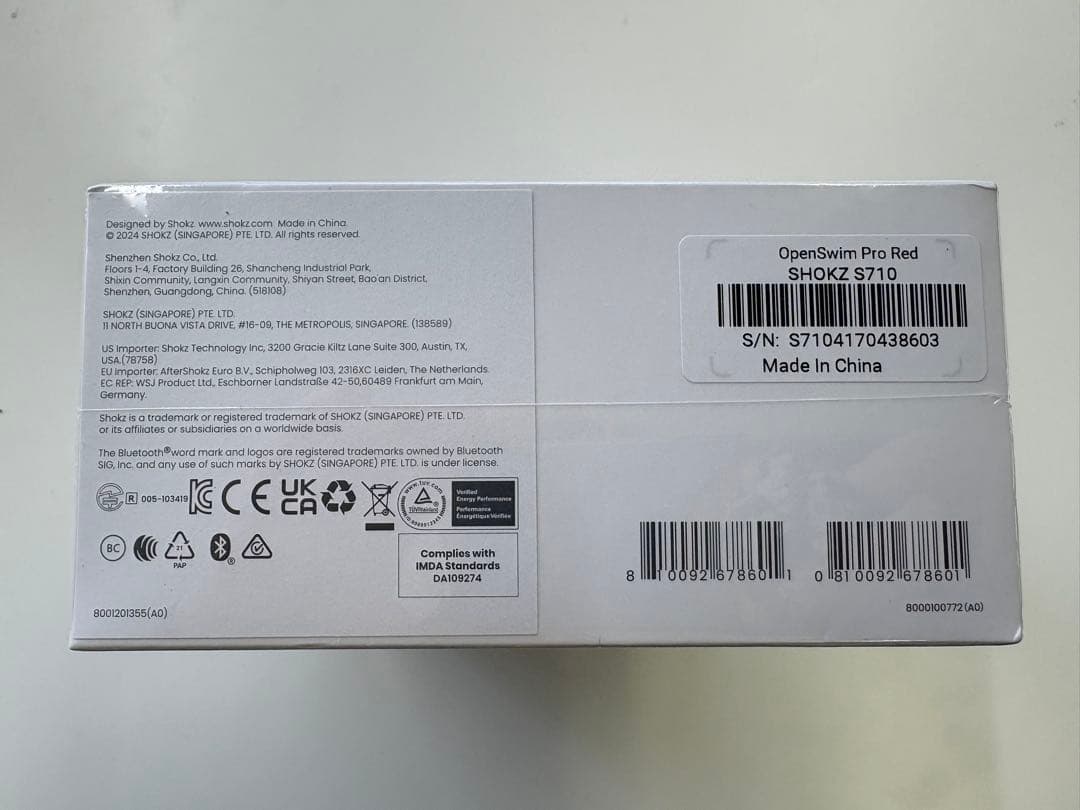 Designed by Shokz www.shokz.com Made in China.
© 2024 SHOKZ (SINGAPORE) PTE. LTD. All rights reserved.
Shenzhen Shokz Co., Ltd.
Floors 1-4, Factory Building 26, Shancheng Industrial Park,
Shixin Community, Langxin Community, Shiyan Street, Bao'an District,
Shenzhen, Guangdong, China. (518108)
SHOKZ (SINGAPORE) PTE. LTD.
11 NORTH BUONA VISTA DRIVE, #16-09, THE METROPOLIS, SINGAPORE. (138589)
US Importer: Shokz Technology Inc, 3200 Gracie Kiltz Lane Suite 300, Austin, TX,
USA.(78758)
EU Importer: AfterShokz Euro B.V., Schipholweg 103, 2316XC Leiden, The Netherlands.
EC REP: WSJ Product Ltd., Eschborner Landstraße 42-50,60489 Frankfurt am Main,
Germany.
Shokz is a trademark or registered trademark of SHOKZ (SINGAPORE) PTE. LTD.
or its affiliates or subsidiaries on a worldwide basis.
The Bluetooth® word mark and logos are registered trademarks owned by Bluetooth
SIG, Inc. and any use of such marks by SHOKZ (SINGAPORE) PTE. LTD. is under license.
R 005-103419
CE
UK
CA
www.tuv.com
TÜVRheinland
Verified
Energy Performance
Performance
Énergétique Vérifiée
BC
21
PAP
Complies with
IMDA Standards
DA109274
8001201355(A0)
OpenSwim Pro Red
SHOKZ S710
S/N: S7104170438603
Made In China
8 10092 67860 1
0 810092 678601
8000100772(A0)